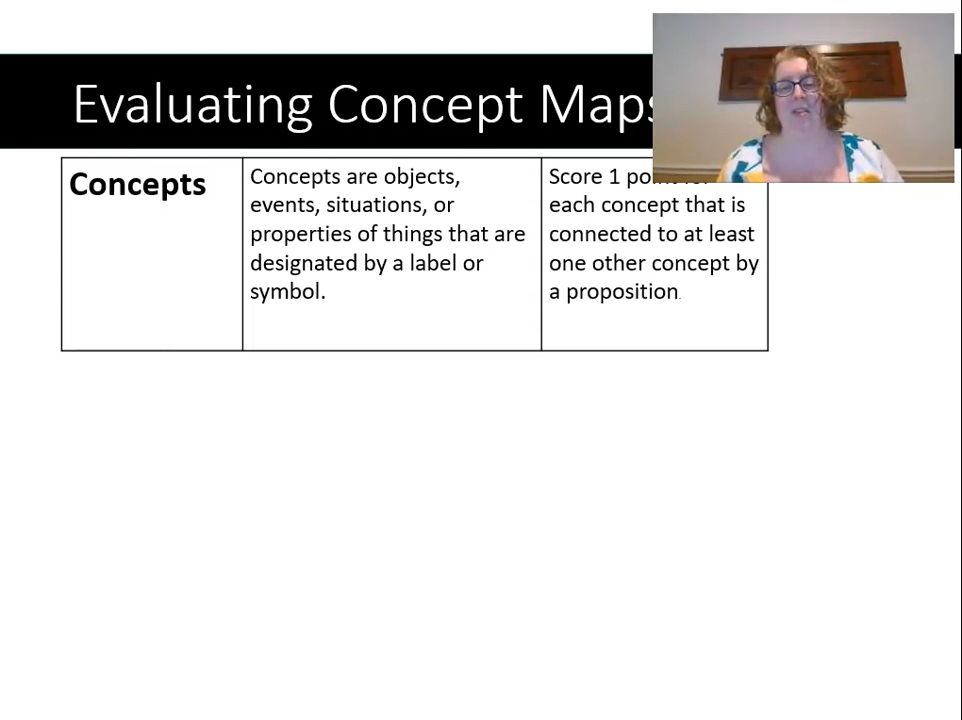 Evaluating Concept Maps
Concepts
Concepts are objects,
events, situations, or
properties of things that are
designated by a label or
symbol.
Score 1
each concept that is
connected to at least
one other concept by
a proposition.